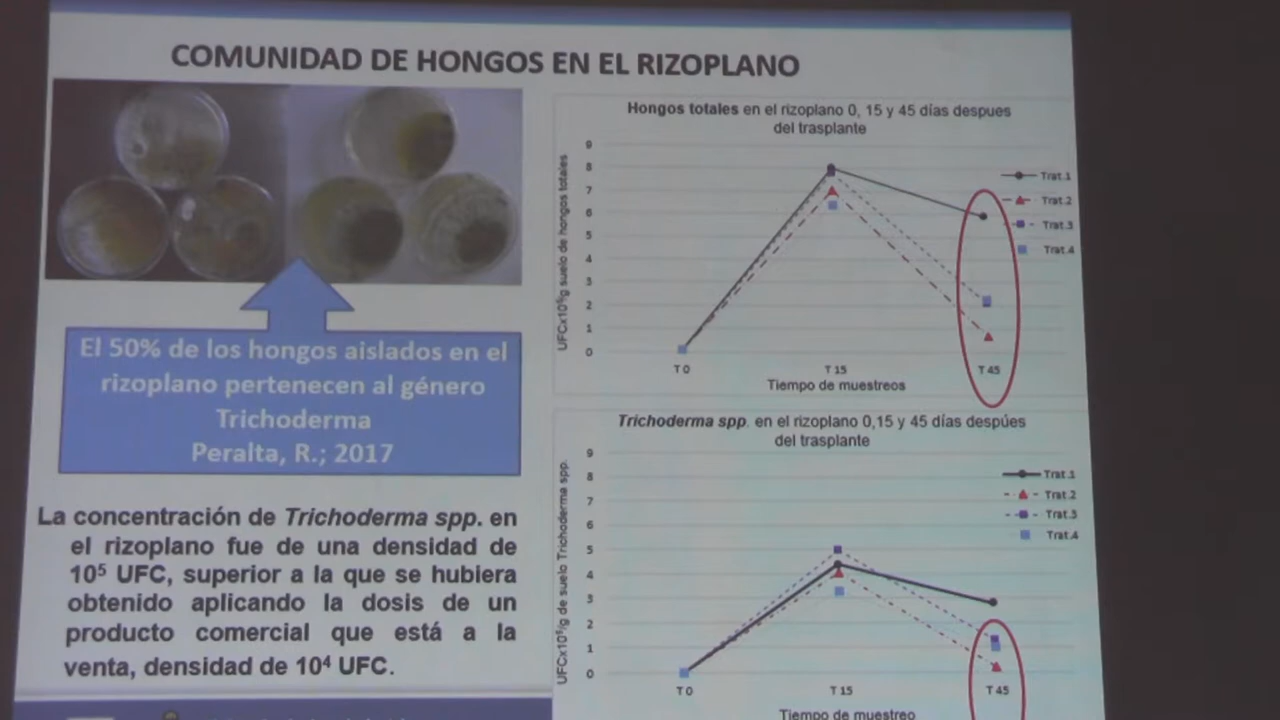 COMUNIDAD DE HONGOS EN EL RIZOPLANO
El 50% de los hongos aislados en el
rizoplano pertenecen al género
Trichoderma
Peralta, R.; 2017
La concentración de Trichoderma spp. en
el rizoplano fue de una densidad de
10⁵ UFC, superior a la que se hubiera
obtenido aplicando la dosis de un
producto comercial que está a la
venta, densidad de 10⁴ UFC.
Hongos totales en el rizoplano 0, 15 y 45 días despues
del trasplante
UFCx10⁵/g suelo de hongos totales
9
8
7
6
5
4
3
2
1
0
T 0 T 15 T 45
Tiempo de muestreos
Trat.1
Trat.2
Trat.3
Trat.4
Trichoderma spp. en el rizoplano 0,15 y 45 días despúes
del trasplante
UFCx10⁵/g de suelo Trichoderma spp.
9
8
7
6
5
4
3
2
1
0
T 0 T 15 T 45
Tiempo de muestreo
Trat.1
Trat.2
Trat.3
Trat.4